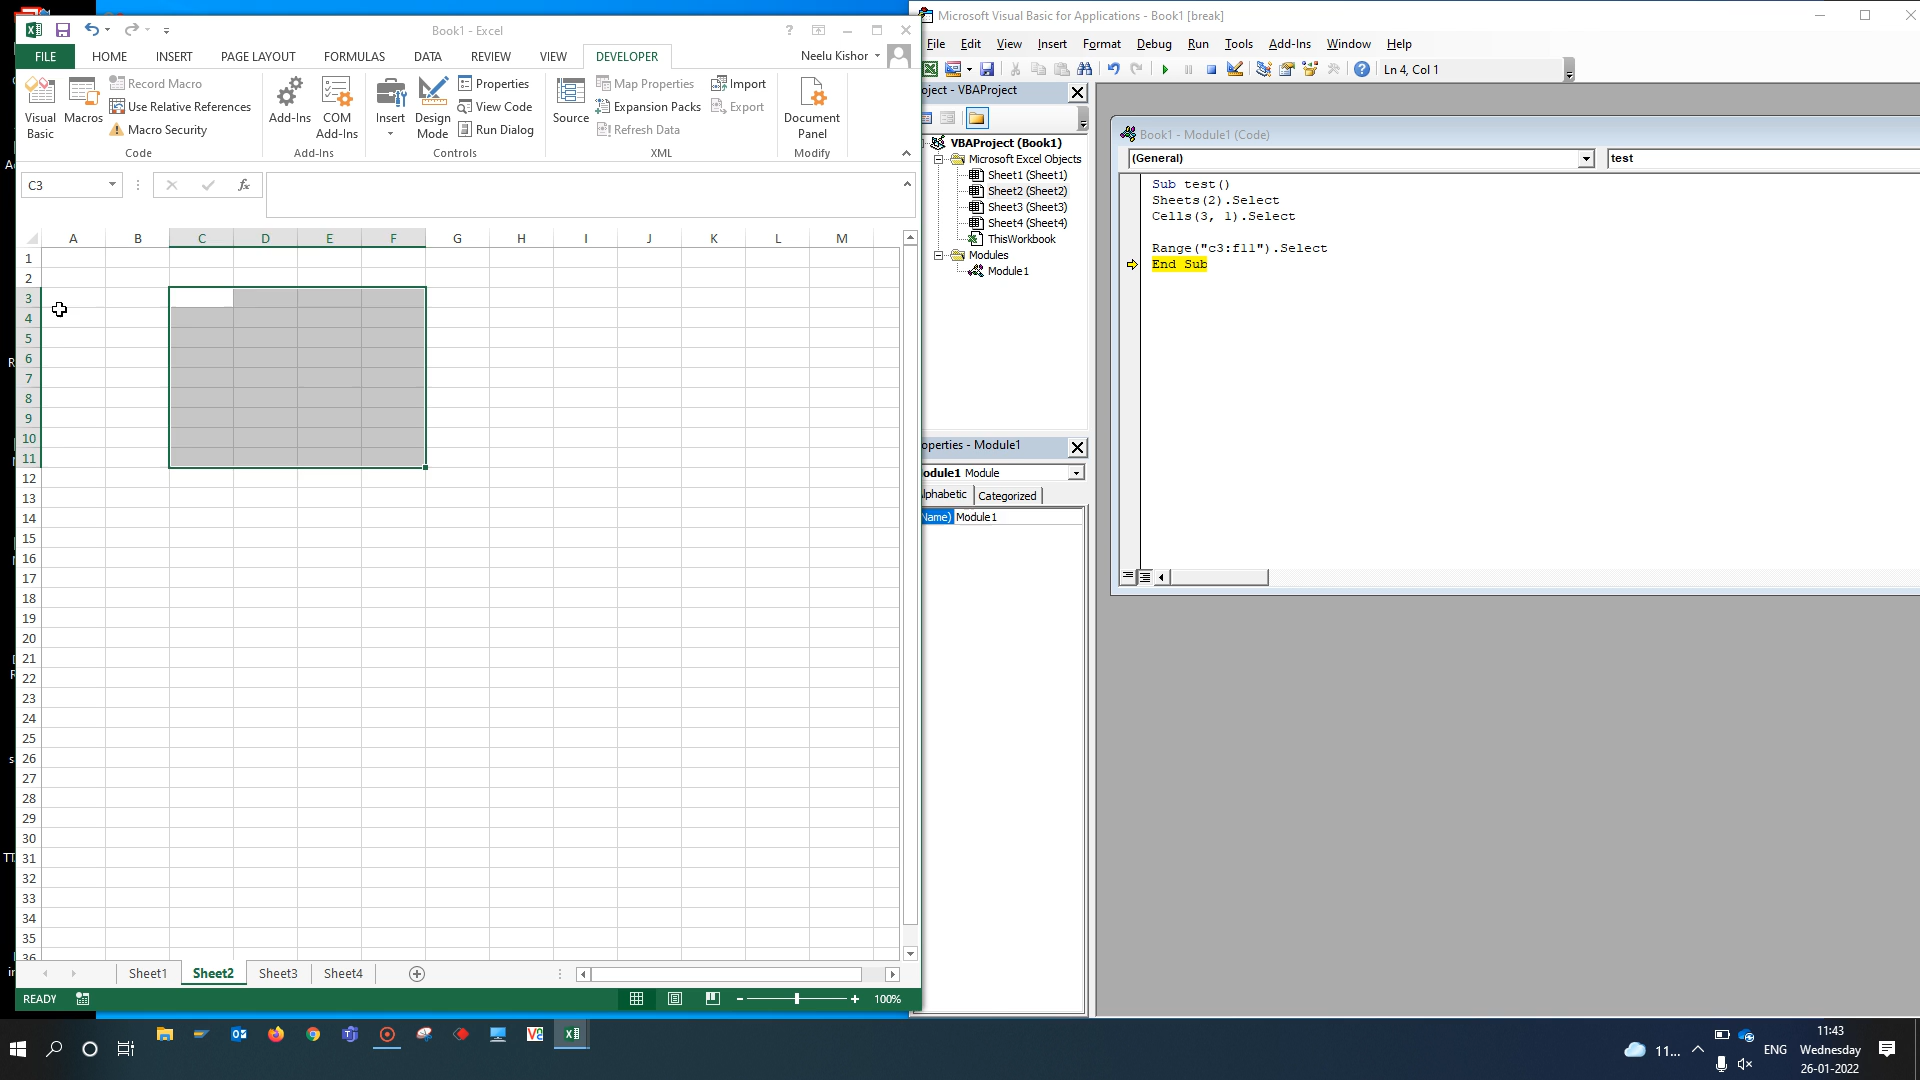 Book1 - Excel
FILE HOME INSERT PAGE LAYOUT FORMULAS DATA REVIEW VIEW DEVELOPER Neelu Kishor
Visual Basic
Macros
Record Macro
Use Relative References
Macro Security
Code
Add-Ins
COM Add-Ins
Add-Ins
Insert
Design Mode
Properties
View Code
Run Dialog
Controls
Source
Map Properties
Expansion Packs
Refresh Data
Import
Export
XML
Document Panel
Modify
C3
fx
A B C D E F G H I J K L M
1
2
3
4
5
6
7
8
9
10
11
12
13
14
15
16
17
18
19
20
21
22
23
24
25
26
27
28
29
30
31
32
33
34
35
36
Sheet1 Sheet2 Sheet3 Sheet4
READY
100%
Microsoft Visual Basic for Applications - Book1 [break]
File Edit View Insert Format Debug Run Tools Add-Ins Window Help
Ln 4, Col 1
oject - VBAProject
VBAProject (Book1)
Microsoft Excel Objects
Sheet1 (Sheet1)
Sheet2 (Sheet2)
Sheet3 (Sheet3)
Sheet4 (Sheet4)
ThisWorkbook
Modules
Module1
operties - Module1
odule1 Module
lphabetic Categorized
Name) Module1
Book1 - Module1 (Code)
(General) test
Sub test()
Sheets(2).Select
Cells(3, 1).Select
Range("c3:f11").Select
End Sub
11...
ENG
11:43
Wednesday
26-01-2022